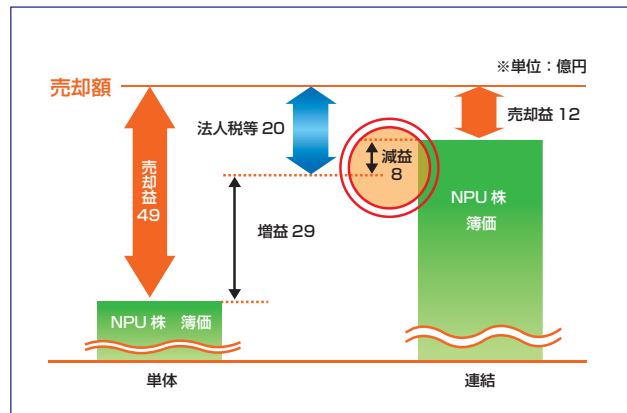 ※単位：億円
売却額
法人税等 20
売却益 12
減益
8
売却益
49
増益 29
NPU 株
簿価
NPU 株 簿価
単体
連結